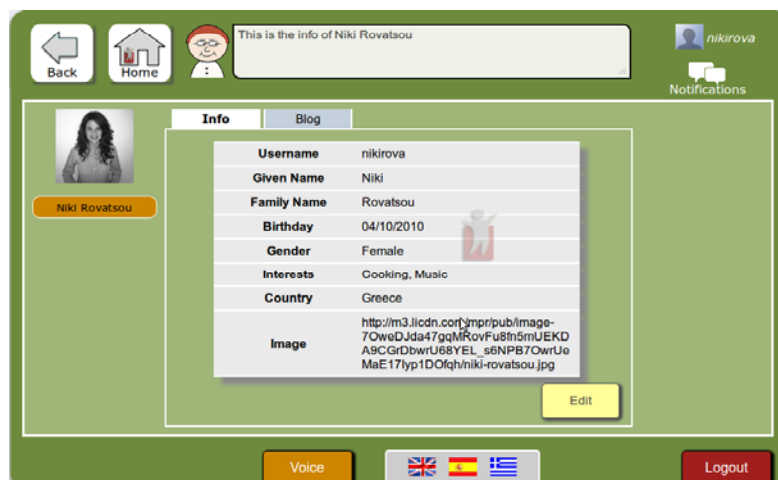 This is the info of Niki Rovatsou
nikirova
Back
Home
Notifications
Info
Blog
Niki Rovatsou
Username nikirova
Given Name Niki
Family Name Rovatsou
Birthday 04/10/2010
Gender Female
Interests Cooking, Music
Country Greece
Image
http://m3.licdn.com/mpr/pub/image-
7OweDJda47gqMRovFu8fn5mUEKD
A9CGrDbwrU68YEL_s6NPB7OwrUe
MaE17lyp1DOfqh/niki-rovatsou.jpg
Edit
Voice
Logout